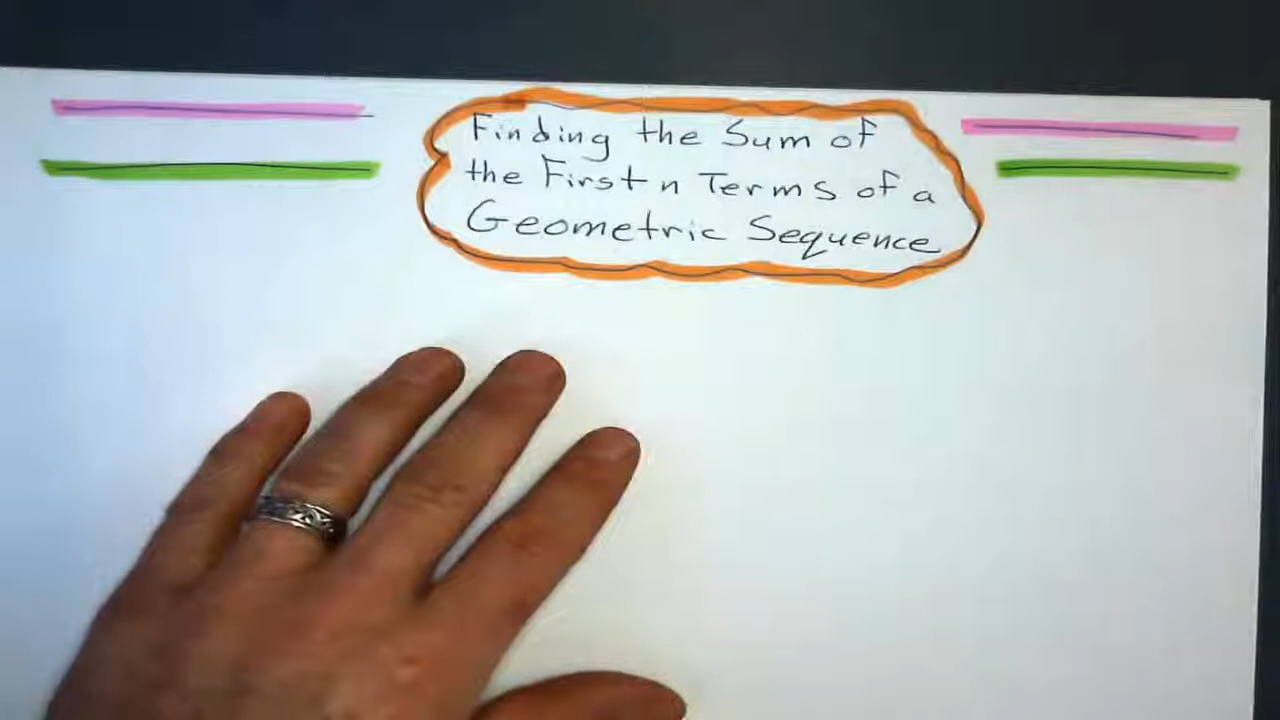 Finding the Sum of
the First n Terms of a
Geometric Sequence